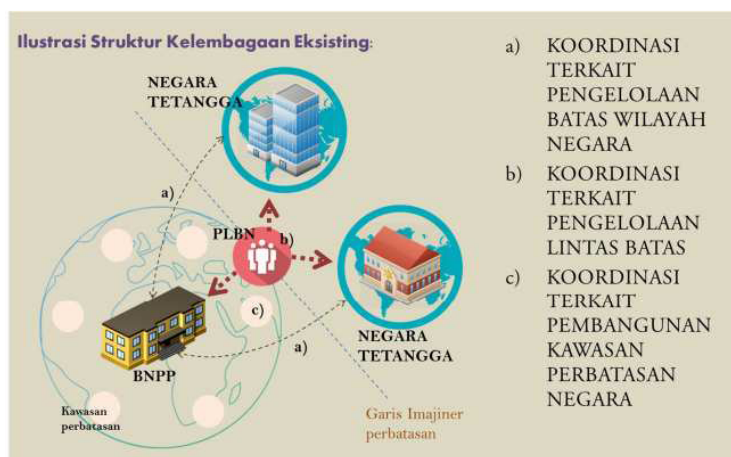 Ilustrasi Struktur Kelembagaan Eksisting:
NEGARA
TETANGGA
a)
PLBN
b)
c)
BNPP
a)
NEGARA
TETANGGA
Kawasan
perbatasan
Garis Imajiner
perbatasan
a) KOORDINASI
TERKAIT
PENGELOLAAN
BATAS WILAYAH
NEGARA
b) KOORDINASI
TERKAIT
PENGELOLAAN
LINTAS BATAS
c) KOORDINASI
TERKAIT
PEMBANGUNAN
KAWASAN
PERBATASAN
NEGARA